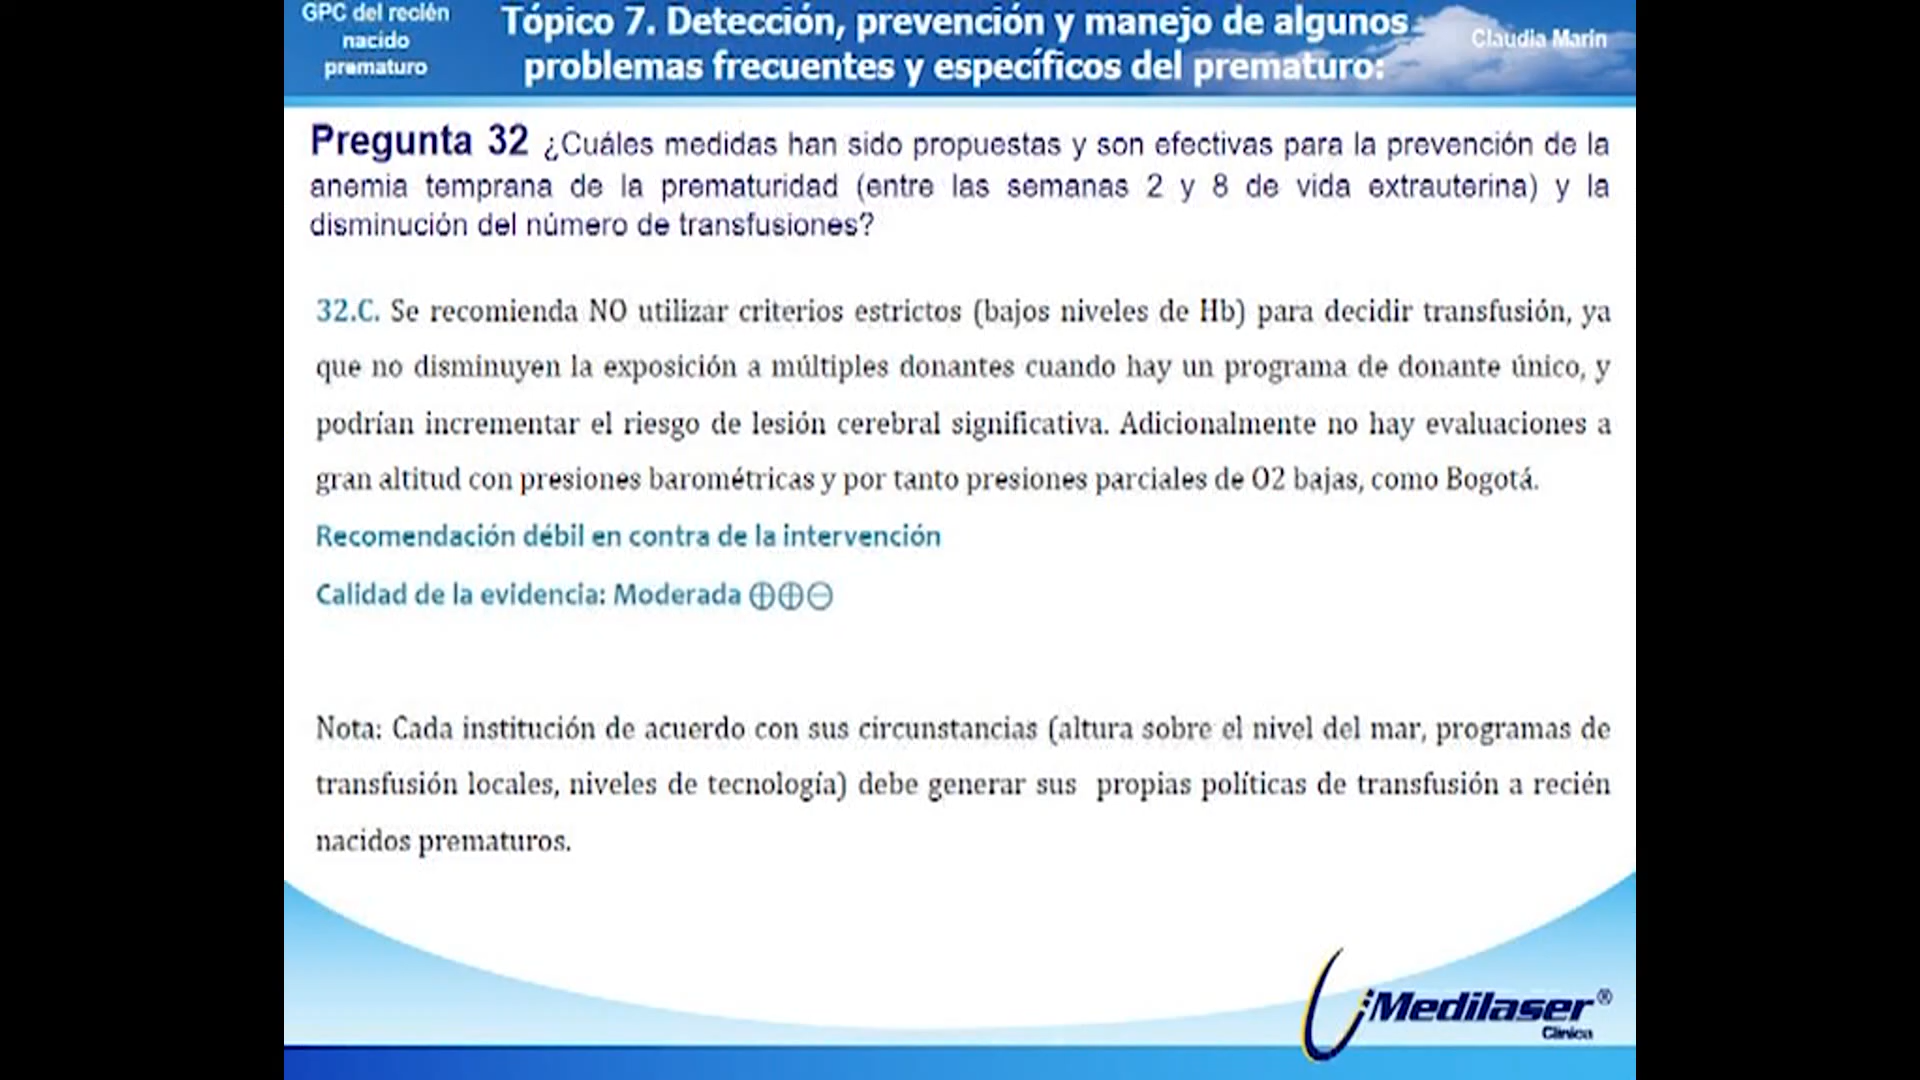 GPC del recién
nacido
prematuro
Tópico 7. Detección, prevención y manejo de algunos
problemas frecuentes y específicos del prematuro:
Claudia Marin
Pregunta 32 ¿Cuáles medidas han sido propuestas y son efectivas para la prevención de la
anemia temprana de la prematuridad (entre las semanas 2 y 8 de vida extrauterina) y la
disminución del número de transfusiones?
32.C. Se recomienda NO utilizar criterios estrictos (bajos niveles de Hb) para decidir transfusión, ya
que no disminuyen la exposición a múltiples donantes cuando hay un programa de donante único, y
podrían incrementar el riesgo de lesión cerebral significativa. Adicionalmente no hay evaluaciones a
gran altitud con presiones barométricas y por tanto presiones parciales de O2 bajas, como Bogotá.
Recomendación débil en contra de la intervención
Calidad de la evidencia: Moderada ⊕⊕⊖
Nota: Cada institución de acuerdo con sus circunstancias (altura sobre el nivel del mar, programas de
transfusión locales, niveles de tecnología) debe generar sus propias políticas de transfusión a recién
nacidos prematuros.
Medilaser®
Clínica